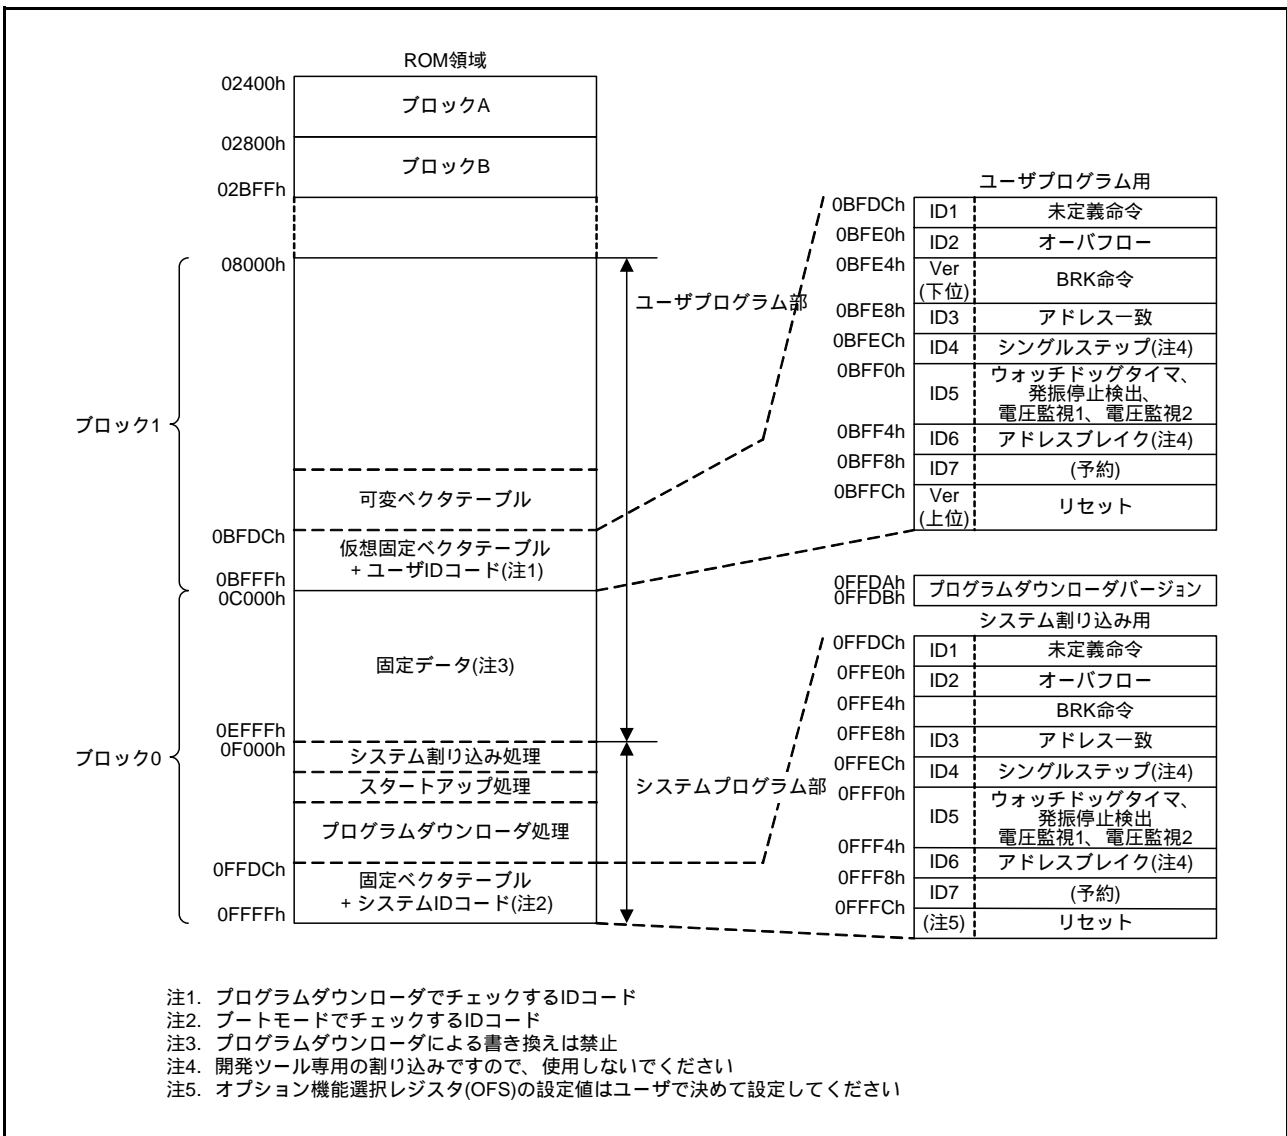 ROM領域
02400h
ブロックA
02800h
ブロックB
02BFFh
08000h
ユーザプログラム部
ブロック1
可変ベクタテーブル
0BFDCh
仮想固定ベクタテーブル
+ ユーザIDコード(注1)
0BFFFh
0C000h
固定データ(注3)
0EFFFh
0F000h
ブロック0
システム割り込み処理
スタートアップ処理
システムプログラム部
プログラムダウンローダ処理
0FFDCh
固定ベクタテーブル
+ システムIDコード(注2)
0FFFFh
ユーザプログラム用
0BFDCh ID1 未定義命令
0BFE0h ID2 オーバフロー
0BFE4h Ver
(下位) BRK命令
0BFE8h ID3 アドレス一致
0BFECh ID4 シングルステップ(注4)
0BFF0h ID5 ウォッチドッグタイマ、
発振停止検出、
電圧監視1、電圧監視2
0BFF4h ID6 アドレスブレイク(注4)
0BFF8h ID7 (予約)
0BFFCh Ver
(上位) リセット
0FFDAh
0FFDBh プログラムダウンローダバージョン
システム割り込み用
0FFDCh ID1 未定義命令
0FFE0h ID2 オーバフロー
0FFE4h BRK命令
0FFE8h ID3 アドレス一致
0FFECh ID4 シングルステップ(注4)
0FFF0h ID5 ウォッチドッグタイマ、
発振停止検出
電圧監視1、電圧監視2
0FFF4h ID6 アドレスブレイク(注4)
0FFF8h ID7 (予約)
0FFFCh (注5) リセット
注1. プログラムダウンローダでチェックするIDコード
注2. ブートモードでチェックするIDコード
注3. プログラムダウンローダによる書き換えは禁止
注4. 開発ツール専用の割り込みですので、使用しないでください
注5. オプション機能選択レジスタ(OFS)の設定値はユーザで決めて設定してください